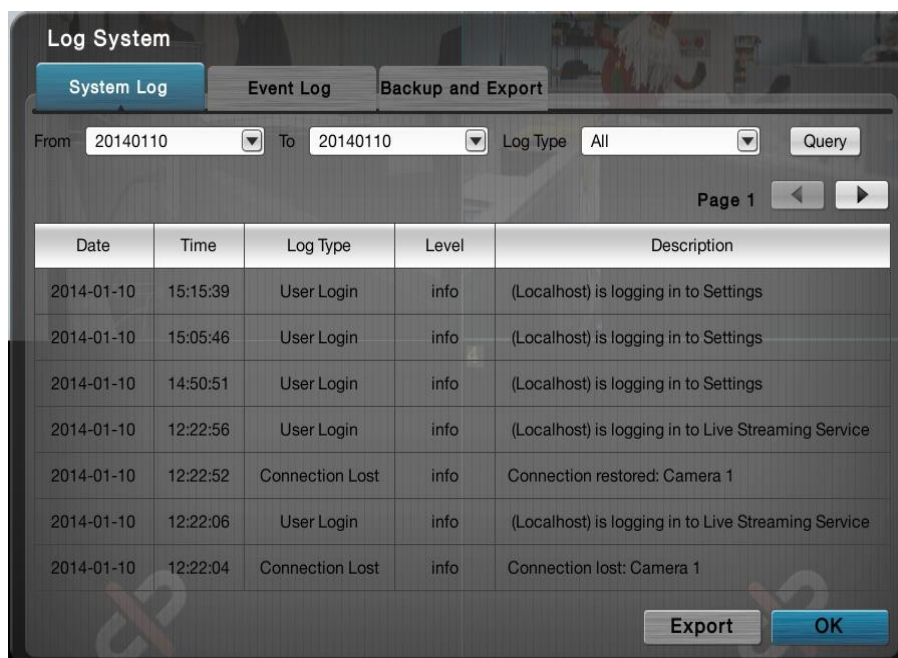 Log System
System Log Event Log Backup and Export
From 20140110 To 20140110 Log Type All Query
Page 1
Date Time Log Type Level Description
2014-01-10 15:15:39 User Login info (Localhost) is logging in to Settings
2014-01-10 15:05:46 User Login info (Localhost) is logging in to Settings
4
2014-01-10 14:50:51 User Login info (Localhost) is logging in to Settings
2014-01-10 12:22:56 User Login info (Localhost) is logging in to Live Streaming Service
2014-01-10 12:22:52 Connection Lost info Connection restored: Camera 1
2014-01-10 12:22:06 User Login info (Localhost) is logging in to Live Streaming Service
2014-01-10 12:22:04 Connection Lost info Connection lost: Camera 1
Export OK